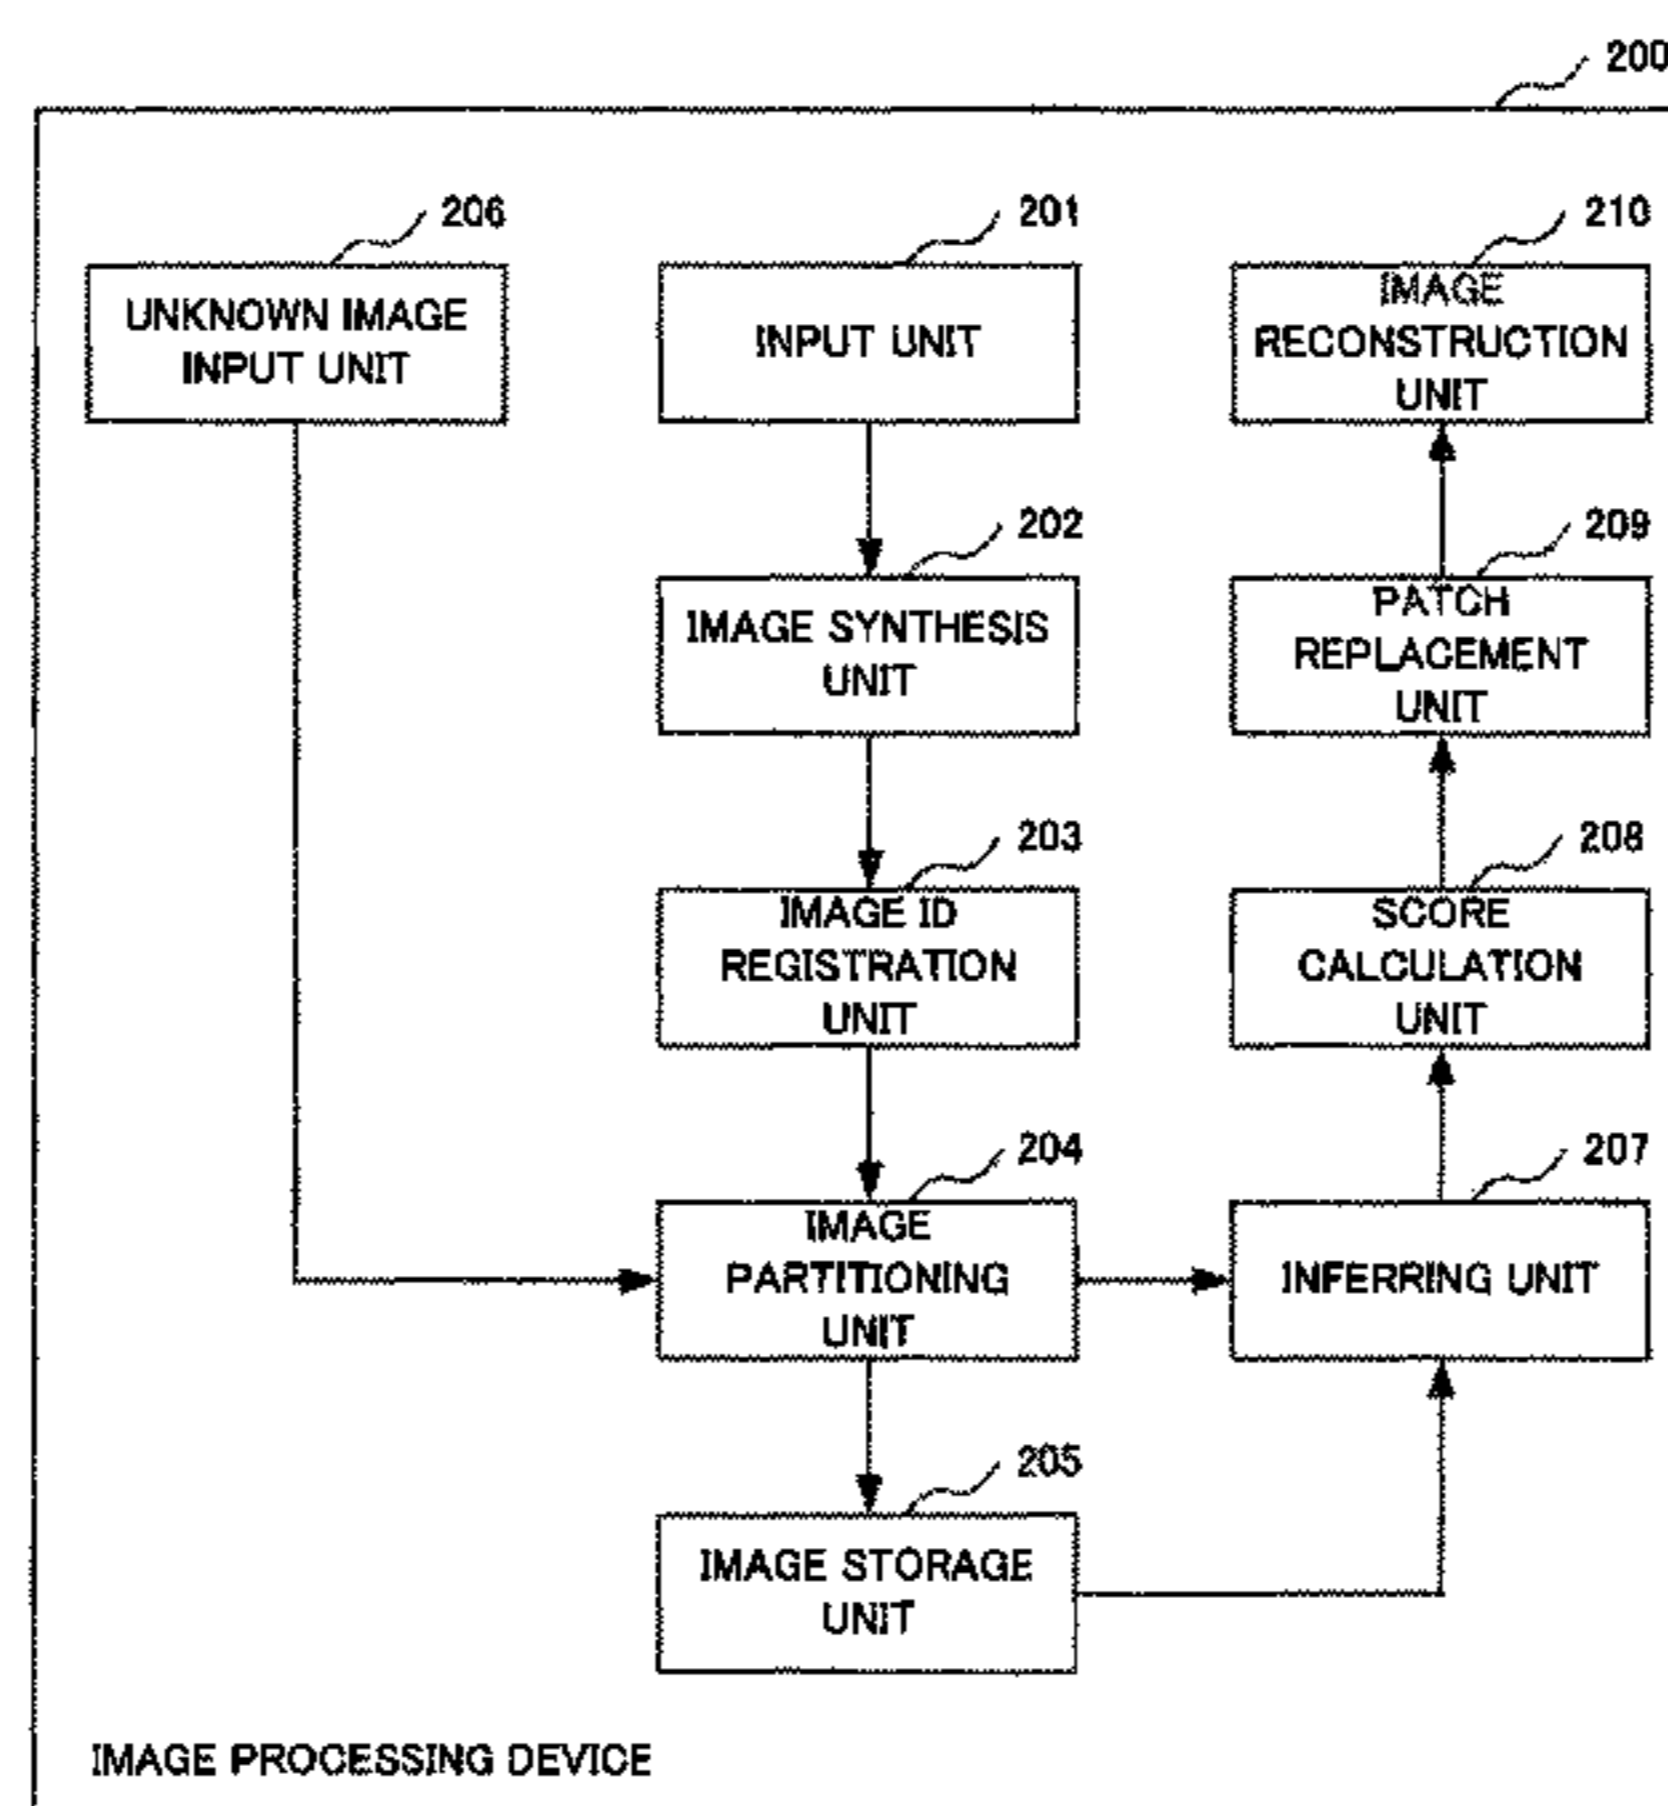 200
206
201
210
UNKNOWN IMAGE
INPUT UNIT
INPUT UNIT
IMAGE
RECONSTRUCTION
UNIT
202
209
IMAGE SYNTHESIS
UNIT
PATCH
REPLACEMENT
UNIT
203
208
IMAGE ID
REGISTRATION
UNIT
SCORE
CALCULATION
UNIT
204
207
IMAGE
PARTITIONING
UNIT
INFERRING UNIT
205
IMAGE STORAGE
UNIT
IMAGE PROCESSING DEVICE